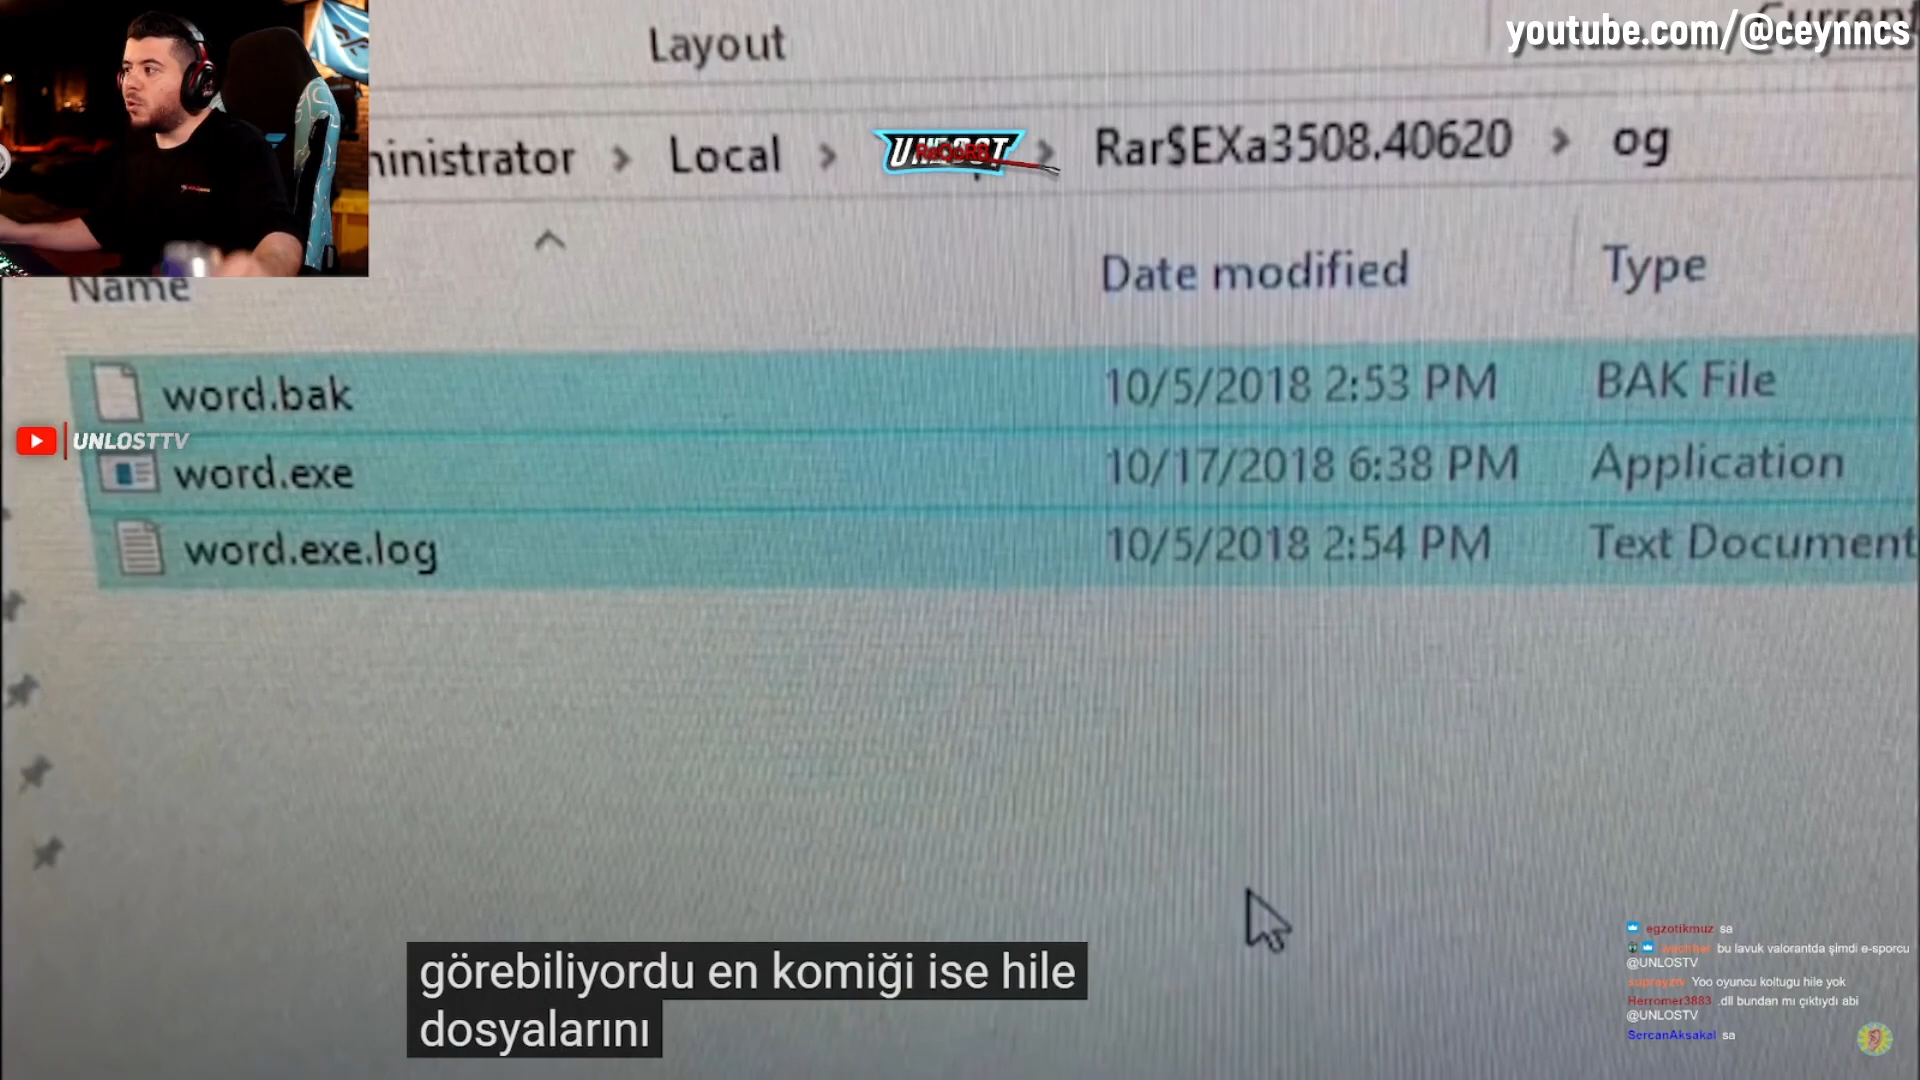 youtube.com/@ceynncs
Layout
ministrator > Local > Rar$EXa3508.40620 > og
Name
Date modified
Type
word.bak
10/5/2018 2:53 PM
BAK File
UNLOSTTV
word.exe
10/17/2018 6:38 PM
Application
word.exe.log
10/5/2018 2:54 PM
Text Document
görebiliyordu en komiği ise hile
dosyalarını
egzotikmuz sa
bu lavuk valorantda şimdi e-sporcu
@UNLOSTV
Yoo oyuncu koltugu hile yok
Herromer3883 .dll bundan mı çıktıydı abi
@UNLOSTV
SercanAksakal sa